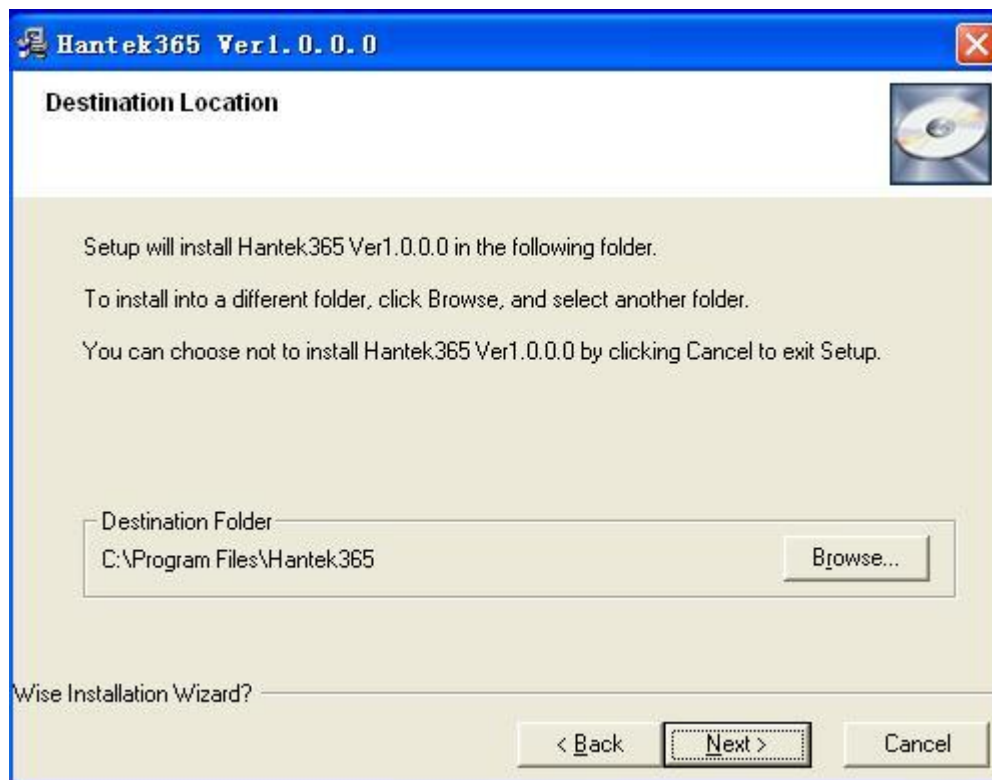 Hantek365 Ver1.0.0.0
Destination Location
Setup will install Hantek365 Ver1.0.0.0 in the following folder.
To install into a different folder, click Browse, and select another folder.
You can choose not to install Hantek365 Ver1.0.0.0 by clicking Cancel to exit Setup.
Destination Folder
C:\Program Files\Hantek365
Browse...
Wise Installation Wizard?
< Back
Next >
Cancel